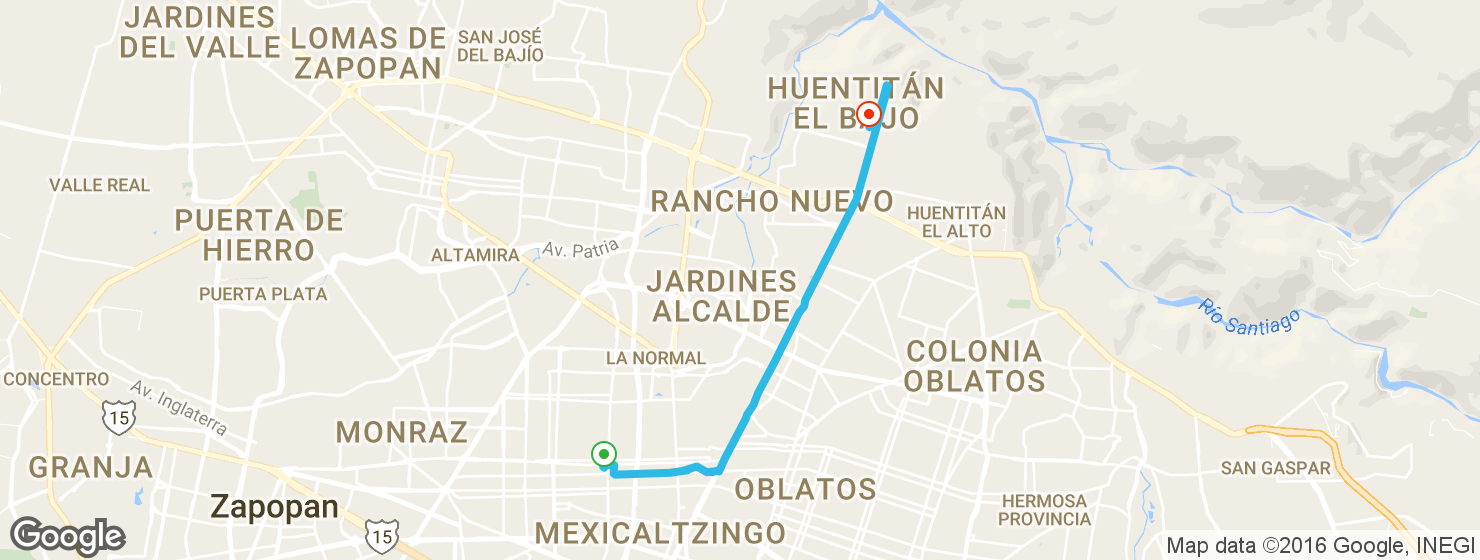 JARDINES
DEL VALLE
LOMAS DE
ZAPOPAN
SAN JOSÉ
DEL BAJÍO
HUENTITÁN
EL BAJO
VALLE REAL
PUERTA DE
HIERRO
RANCHO NUEVO
HUENTITÁN
EL ALTO
ALTAMIRA
Av. Patria
PUERTA PLATA
JARDINES
ALCALDE
Río Santiago
LA NORMAL
COLONIA
OBLATOS
CONCENTRO
Av. Inglaterra
15
MONRAZ
GRANJA
SAN GASPAR
Zapopan
OBLATOS
HERMOSA
PROVINCIA
MEXICALTZINGO
15
Google
Map data ©2016 Google, INEGI